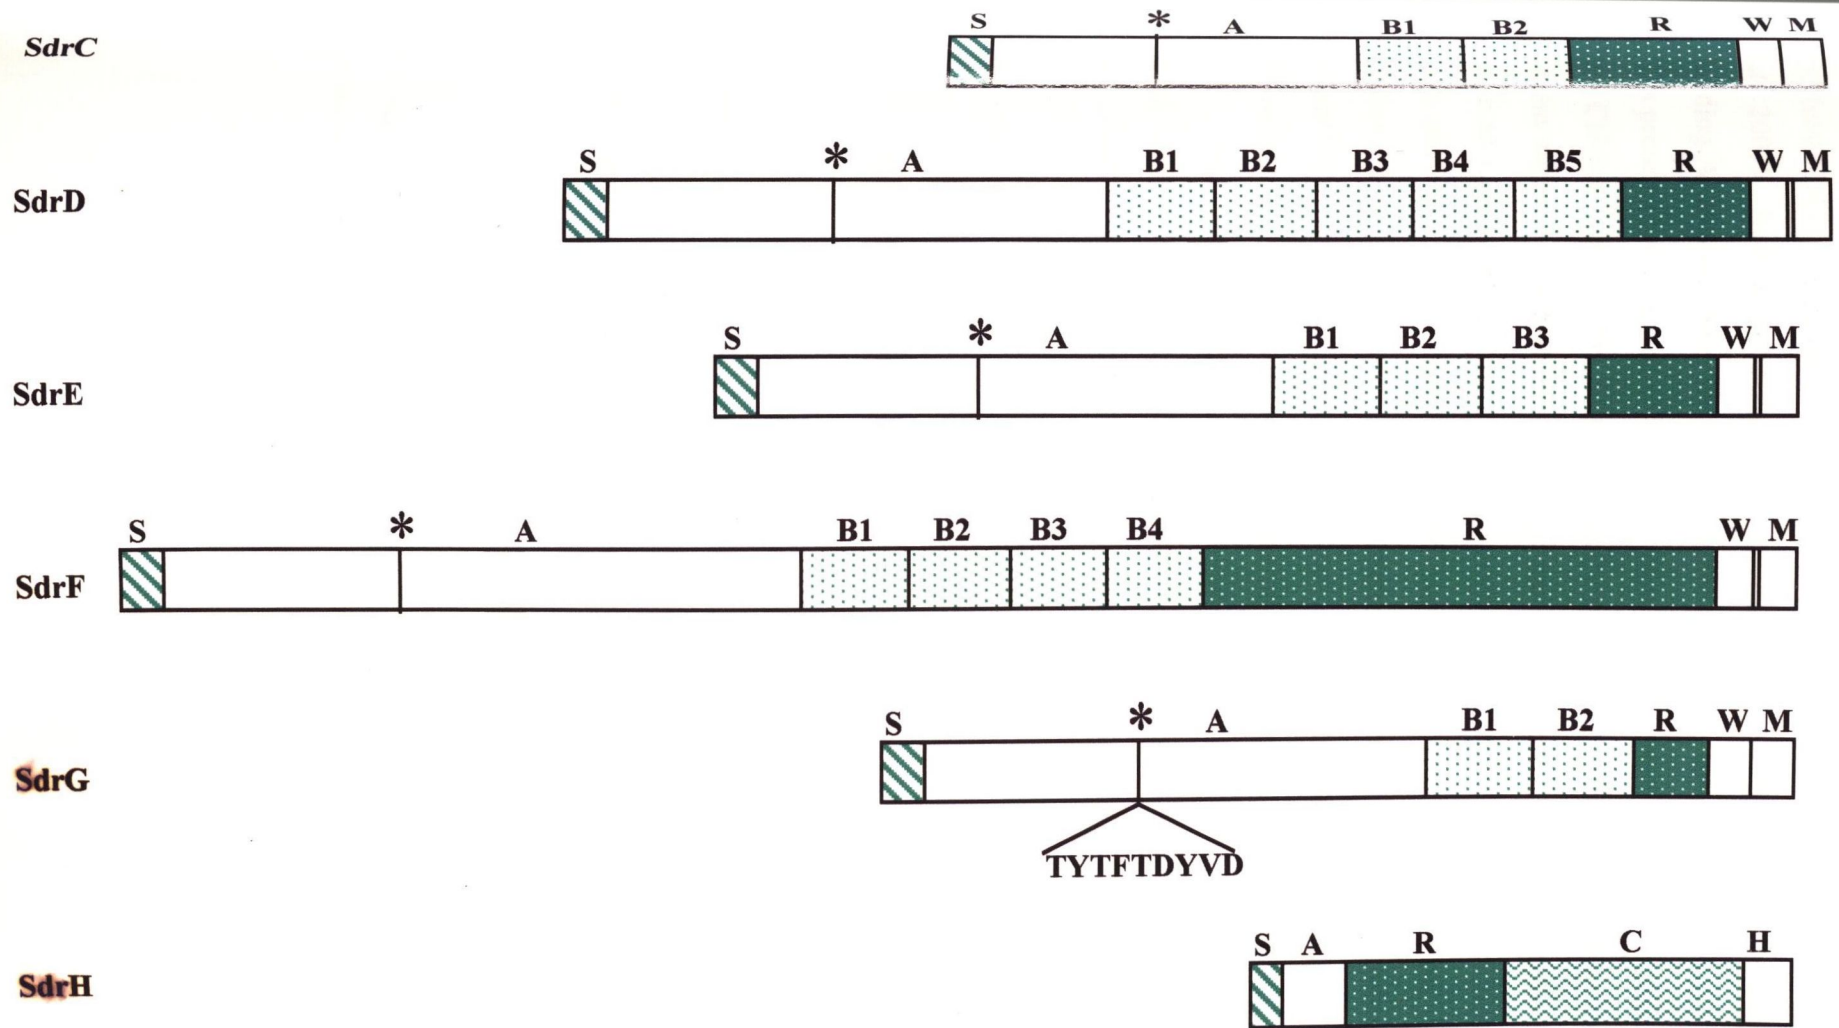 S * A B1 B2 R W M
SdrC
S * A B1 B2 B3 B4 B5 R W M
SdrD
S * A B1 B2 B3 R W M
SdrE
S * A B1 B2 B3 B4 R W M
SdrF
S * A B1 B2 R W M
SdrG
TYTFTDYVD
S A R C H
SdrH